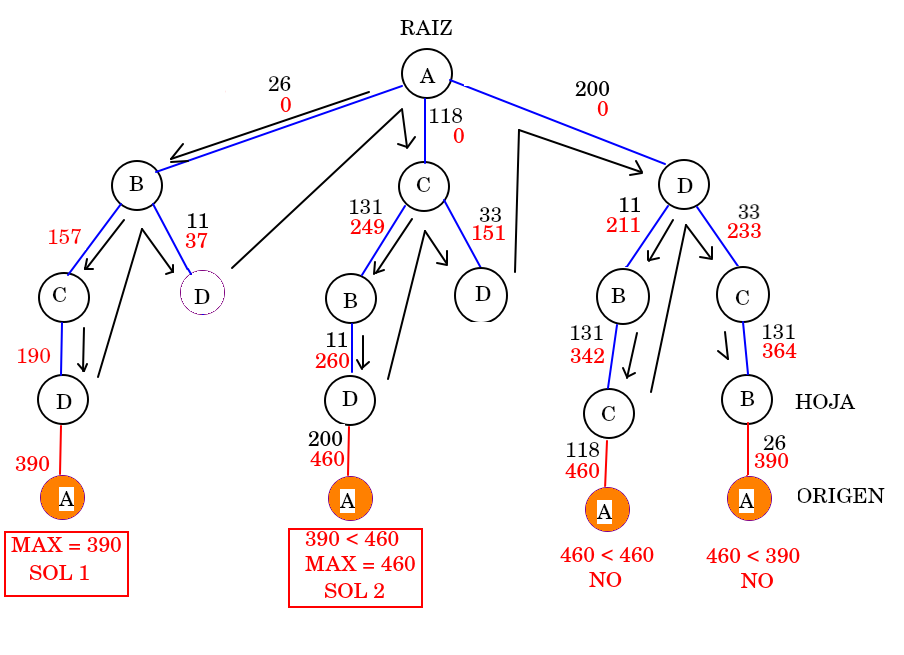 RAIZ
A
26
0
118
0
200
0
B
C
D
157
11
37
131
249
33
151
11
211
33
233
C
D
B
D
B
C
190
11
260
131
342
131
364
D
D
C
B
HOJA
390
200
460
118
460
26
390
A
A
A
A
ORIGEN
MAX = 390
SOL 1
390 < 460
MAX = 460
SOL 2
460 < 460
NO
460 < 390
NO